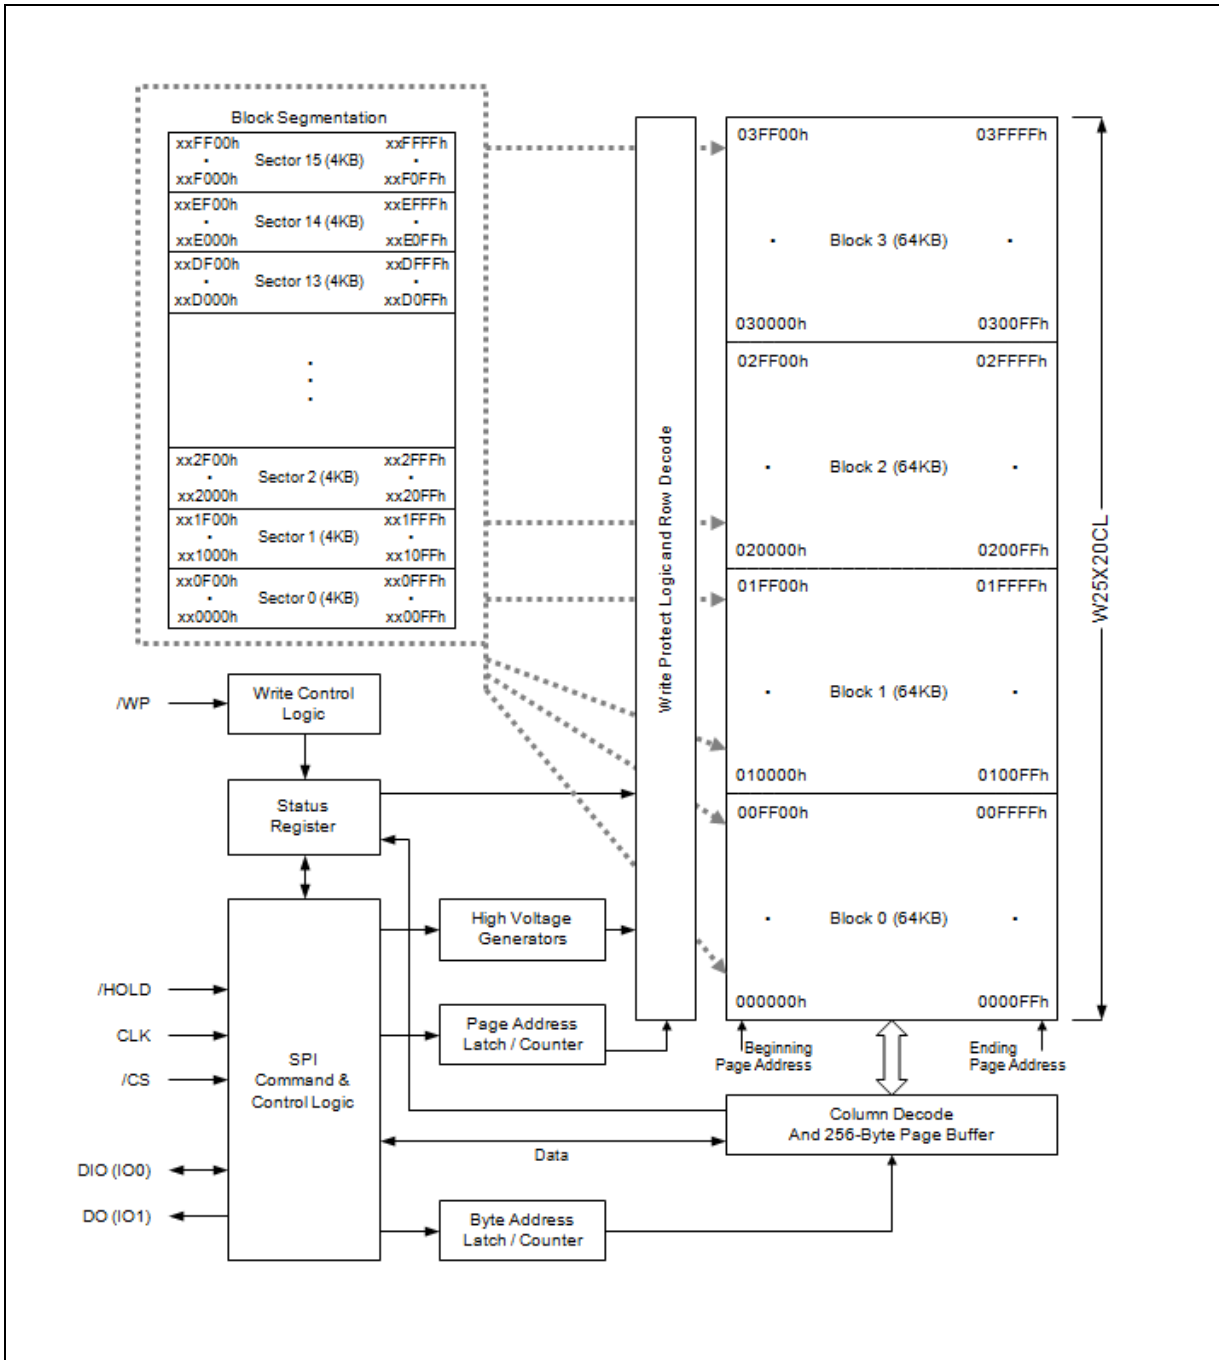 Block Segmentation
xxFF00h xxFFFFh
Sector 15 (4KB)
xxF000h xxF0FFh
xxEF00h xxEFFFh
Sector 14 (4KB)
xxE000h xxE0FFh
xxDF00h xxDFFFh
Sector 13 (4KB)
xxD000h xxD0FFh
xx2F00h xx2FFFh
Sector 2 (4KB)
xx2000h xx20FFh
xx1F00h xx1FFFh
Sector 1 (4KB)
xx1000h xx10FFh
xx0F00h xx0FFFh
Sector 0 (4KB)
xx0000h xx00FFh
Write Protect Logic and Row Decode
03FF00h 03FFFFh
Block 3 (64KB)
030000h 0300FFh
02FF00h 02FFFFh
Block 2 (64KB)
020000h 0200FFh
01FF00h 01FFFFh
Block 1 (64KB)
010000h 0100FFh
00FF00h 00FFFFh
Block 0 (64KB)
000000h 0000FFh
W25X20CL
Beginning
Page Address
Ending
Page Address
/WP
Write Control
Logic
Status
Register
High Voltage
Generators
/HOLD
CLK
/CS
SPI
Command &
Control Logic
Page Address
Latch / Counter
Column Decode
And 256-Byte Page Buffer
Data
DIO (IO0)
DO (IO1)
Byte Address
Latch / Counter